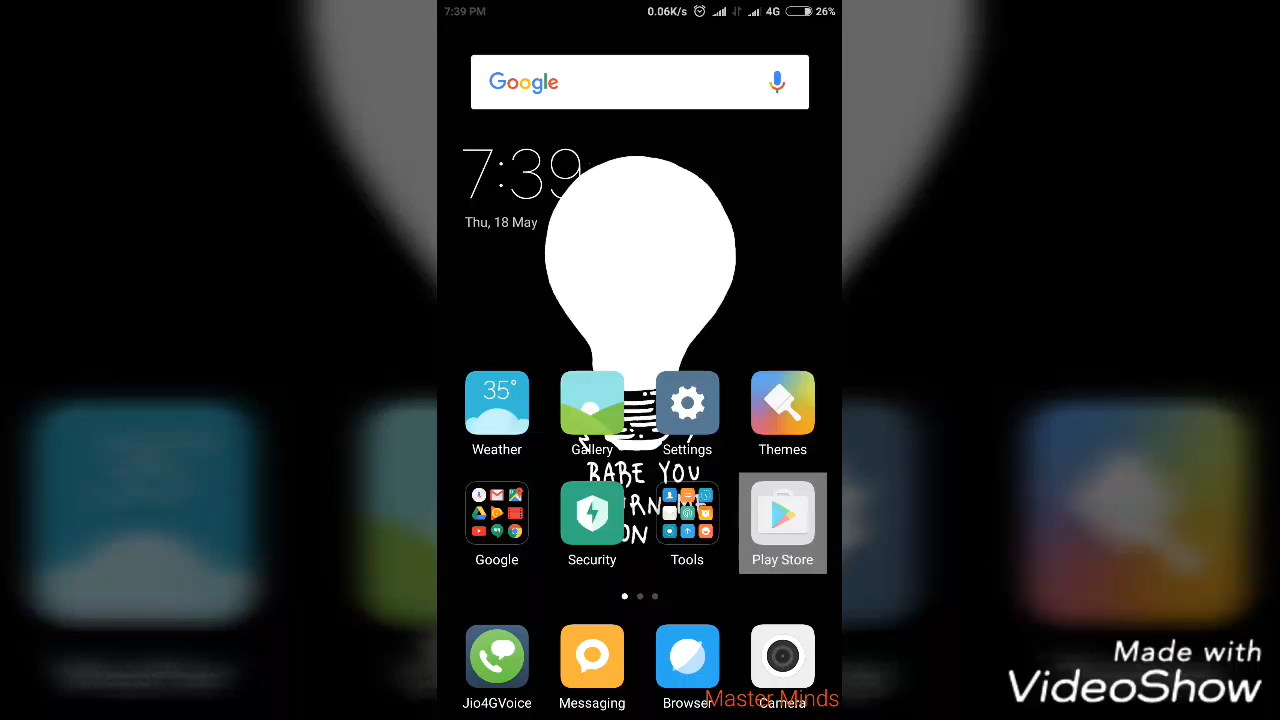 7:39 PM
0.06K/s 4G 26%
Google
7:39
Thu, 18 May
35°
Weather Gallery Settings Themes
BABE YOU
ON
Google Security Tools Play Store
Jio4GVoice Messaging Browser Camera
Master Minds
Made with
VideoShow